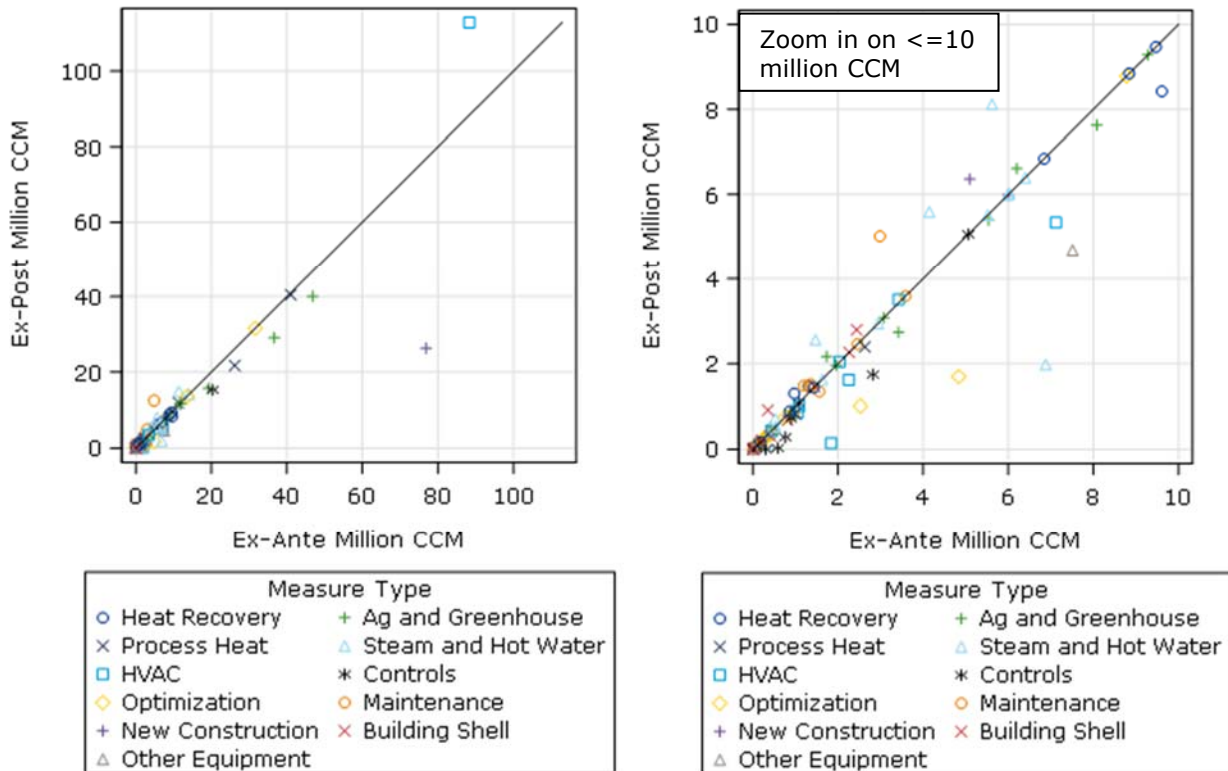 100
80
60
40
20
0
Ex-Post Million CCM
0 20 40 60 80 100
Ex-Ante Million CCM
Measure Type
Heat Recovery Ag and Greenhouse
Process Heat Steam and Hot Water
HVAC Controls
Optimization Maintenance
New Construction Building Shell
Other Equipment
Zoom in on <=10
million CCM
10
8
6
4
2
0
Ex-Post Million CCM
0 2 4 6 8 10
Ex-Ante Million CCM
Measure Type
Heat Recovery Ag and Greenhouse
Process Heat Steam and Hot Water
HVAC Controls
Optimization Maintenance
New Construction Building Shell
Other Equipment